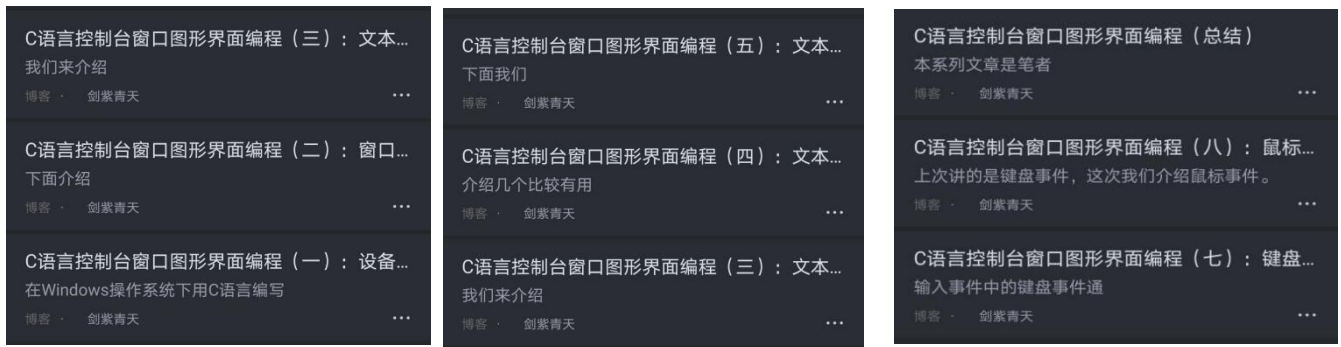 C语言控制台窗口图形界面编程（三）：文本...
我们来介绍
博客 · 剑紫青天
C语言控制台窗口图形界面编程（二）：窗口...
下面介绍
博客 · 剑紫青天
C语言控制台窗口图形界面编程（一）：设备...
在Windows操作系统下用C语言编写
博客 · 剑紫青天
C语言控制台窗口图形界面编程（五）：文本...
下面我们
博客 · 剑紫青天
C语言控制台窗口图形界面编程（四）：文本...
介绍几个比较有用
博客 · 剑紫青天
C语言控制台窗口图形界面编程（三）：文本...
我们来介绍
博客 · 剑紫青天
C语言控制台窗口图形界面编程（总结）
本系列文章是笔者
博客 · 剑紫青天
C语言控制台窗口图形界面编程（八）：鼠标...
上次讲的是键盘事件，这次我们介绍鼠标事件。
博客 · 剑紫青天
C语言控制台窗口图形界面编程（七）：键盘...
输入事件中的键盘事件通
博客 · 剑紫青天